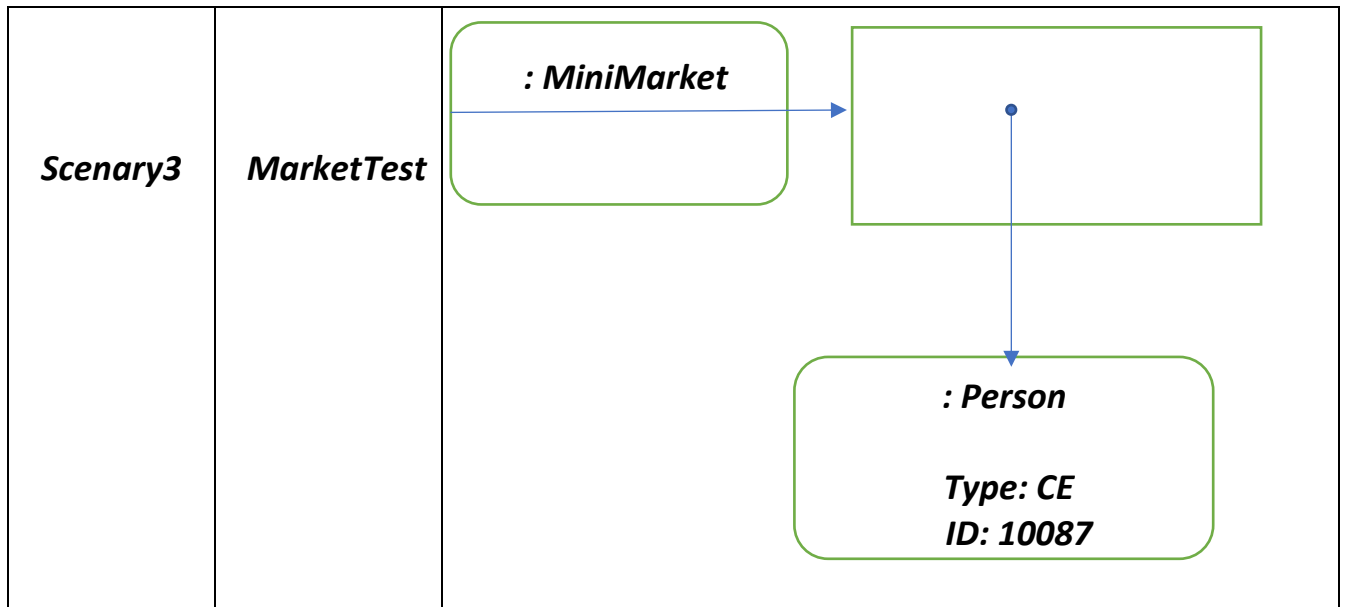 : MiniMarket
Scenary3
MarketTest
: Person
Type: CE
ID: 10087